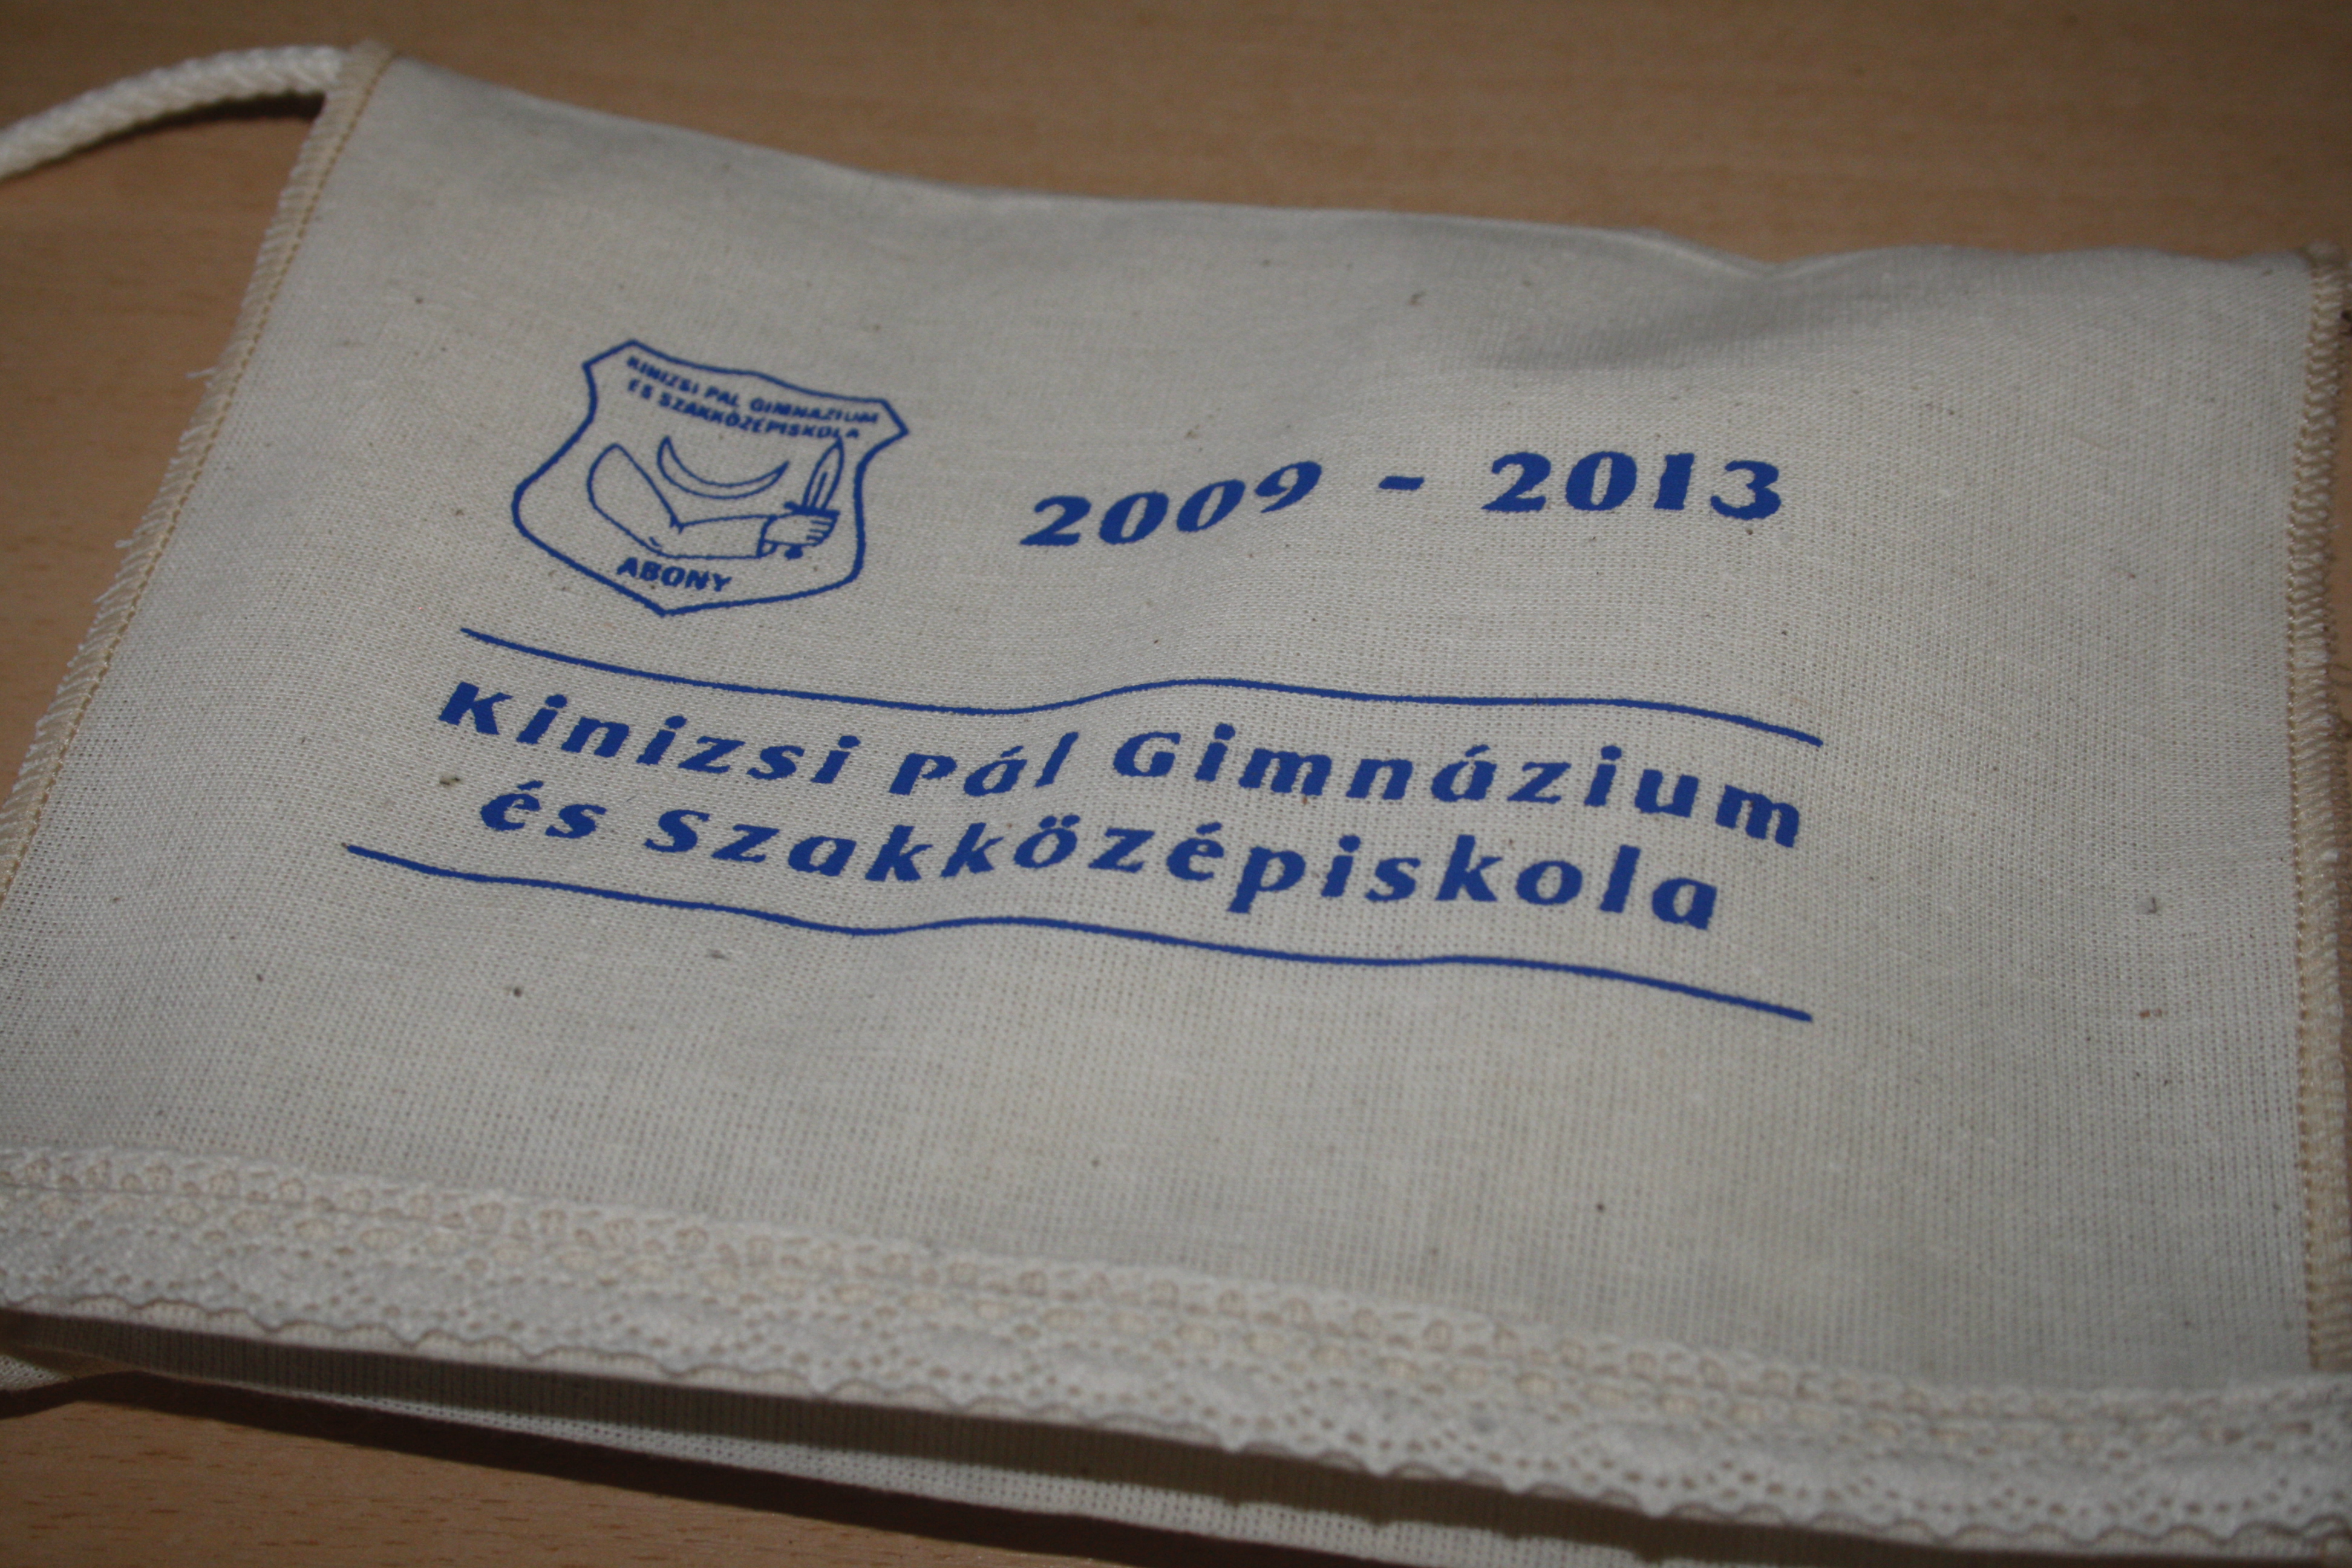 KINIZSI PÁL GIMNÁZIUM
ÉS SZAKKÖZÉPISKOLA
ABONY
2009 - 2013
Kinizsi Pál Gimnázium
és Szakközépiskola